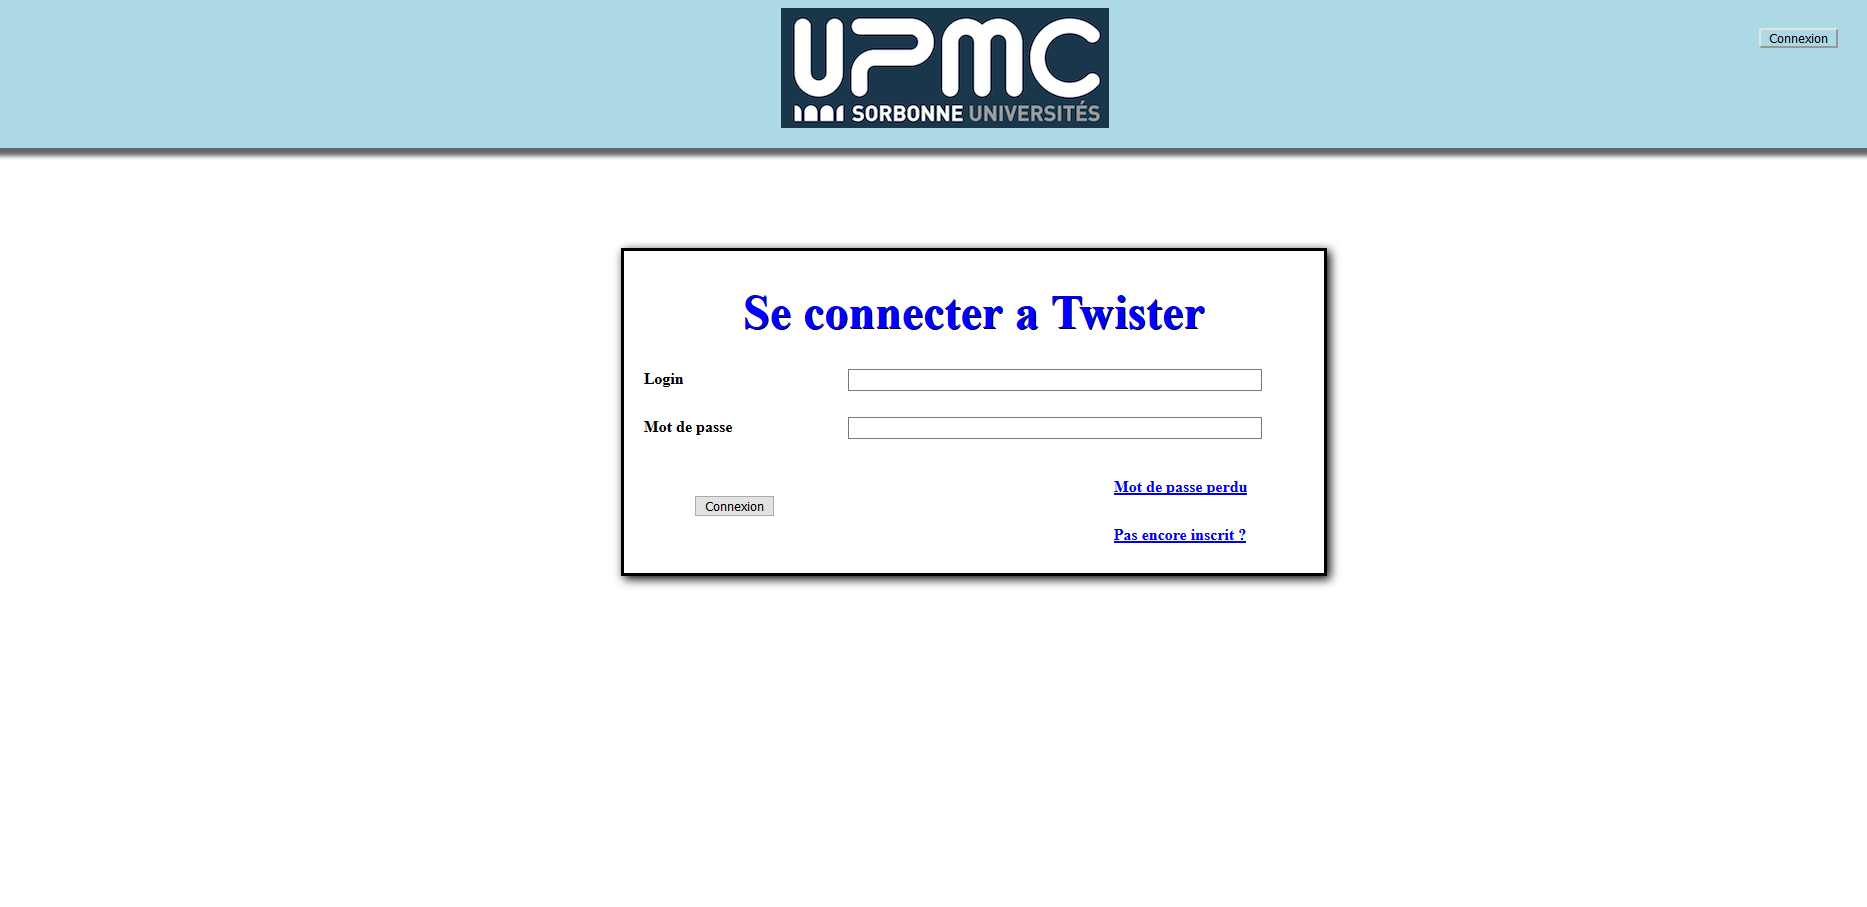 UPMC
SORBONNE UNIVERSITÉS
Connexion
Se connecter a Twister
Login
Mot de passe
Mot de passe perdu
Connexion
Pas encore inscrit ?